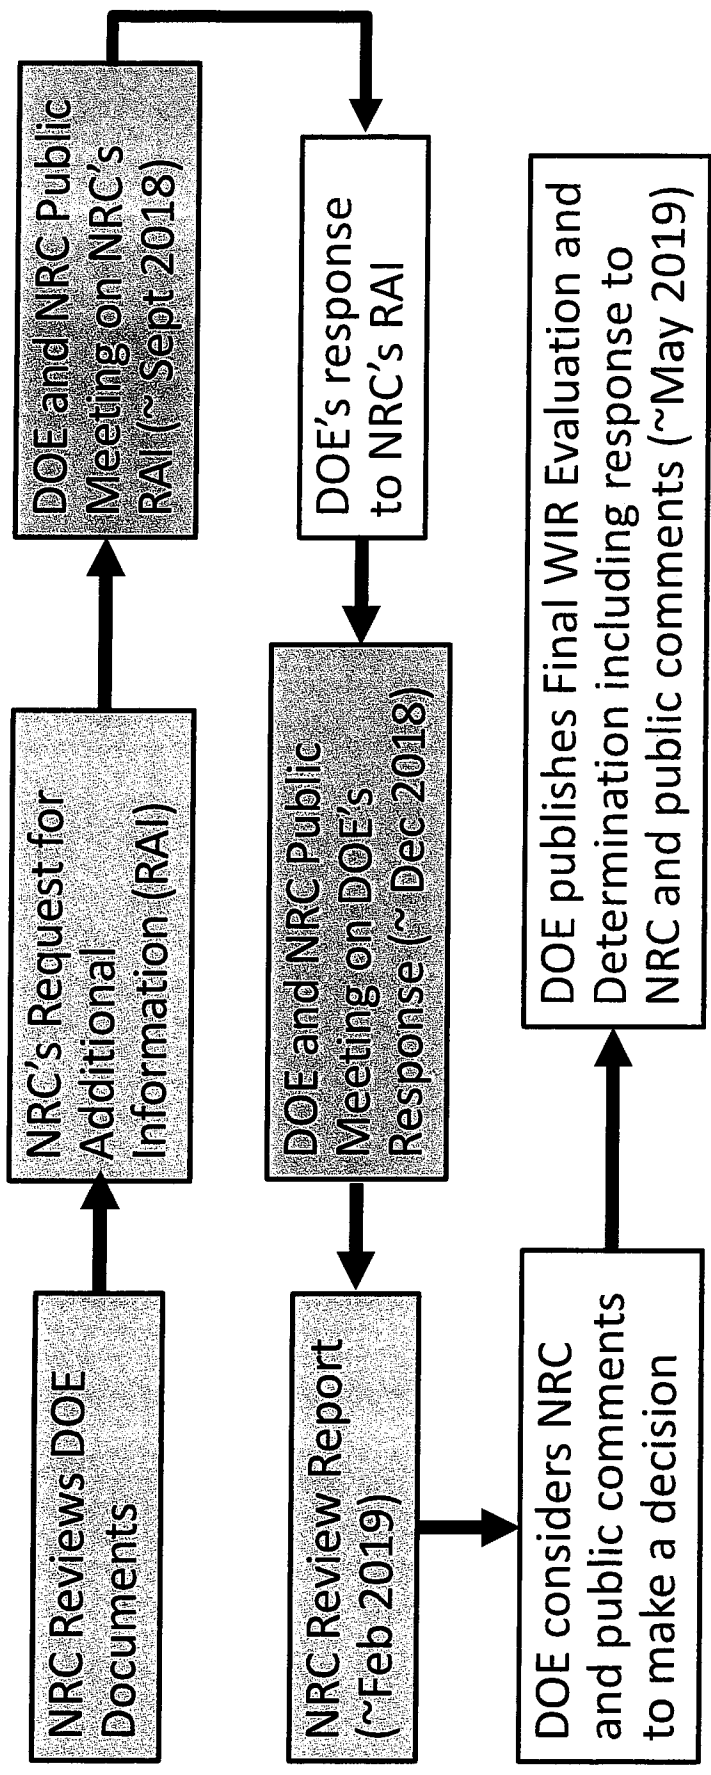 NRC Reviews DOE
Documents
NRC's Request for
Additional
Information (RAI)
DOE and NRC Public
Meeting on NRC's
RAI (~ Sept 2018)
DOE's response
to NRC's RAI
DOE and NRC Public
Meeting on DOE's
Response (~ Dec 2018)
NRC Review Report
(~Feb 2019)
DOE considers NRC
and public comments
to make a decision
DOE publishes Final WIR Evaluation and
Determination including response to
NRC and public comments (~May 2019)